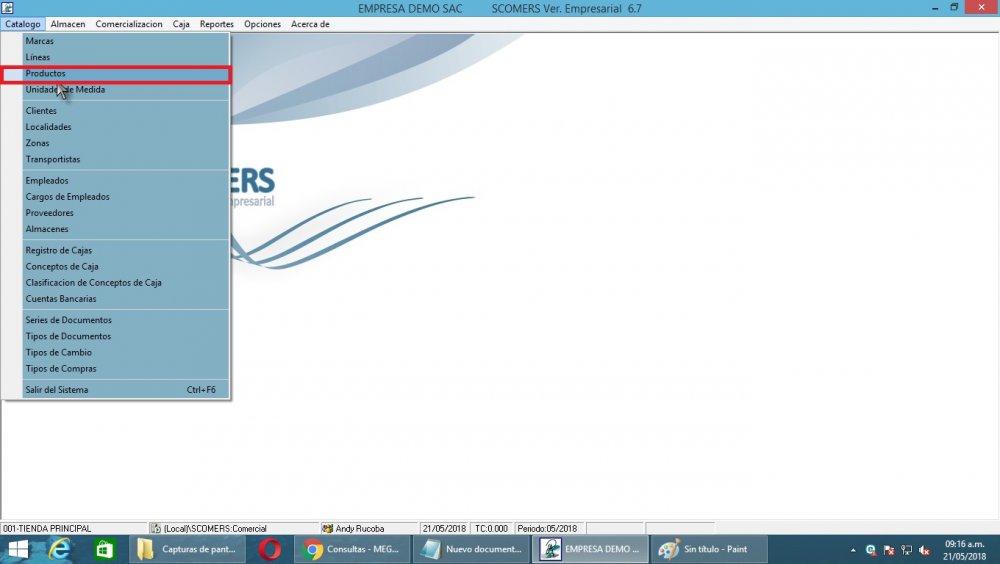 EMPRESA DEMO SAC SCOMERS Ver. Empresarial 6.7
Catalogo Almacen Comercializacion Caja Reportes Opciones Acerca de
Marcas
Líneas
Productos
Unidades de Medida
Clientes
Localidades
Zonas
Transportistas
Empleados
Cargos de Empleados
Proveedores
Almacenes
Registro de Cajas
Conceptos de Caja
Clasificacion de Conceptos de Caja
Cuentas Bancarias
Series de Documentos
Tipos de Documentos
Tipos de Cambio
Tipos de Compras
Salir del Sistema Ctrl+F6
ERS
presarial
001-TIENDA PRINCIPAL (Local)\SCOMERS:Comercial Andy Rucoba 21/05/2018 TC:0.000 Periodo:05/2018
Capturas de pant... Consultas - MEG... Nuevo document... EMPRESA DEMO ... Sin título - Paint
09:16 a.m.
21/05/2018